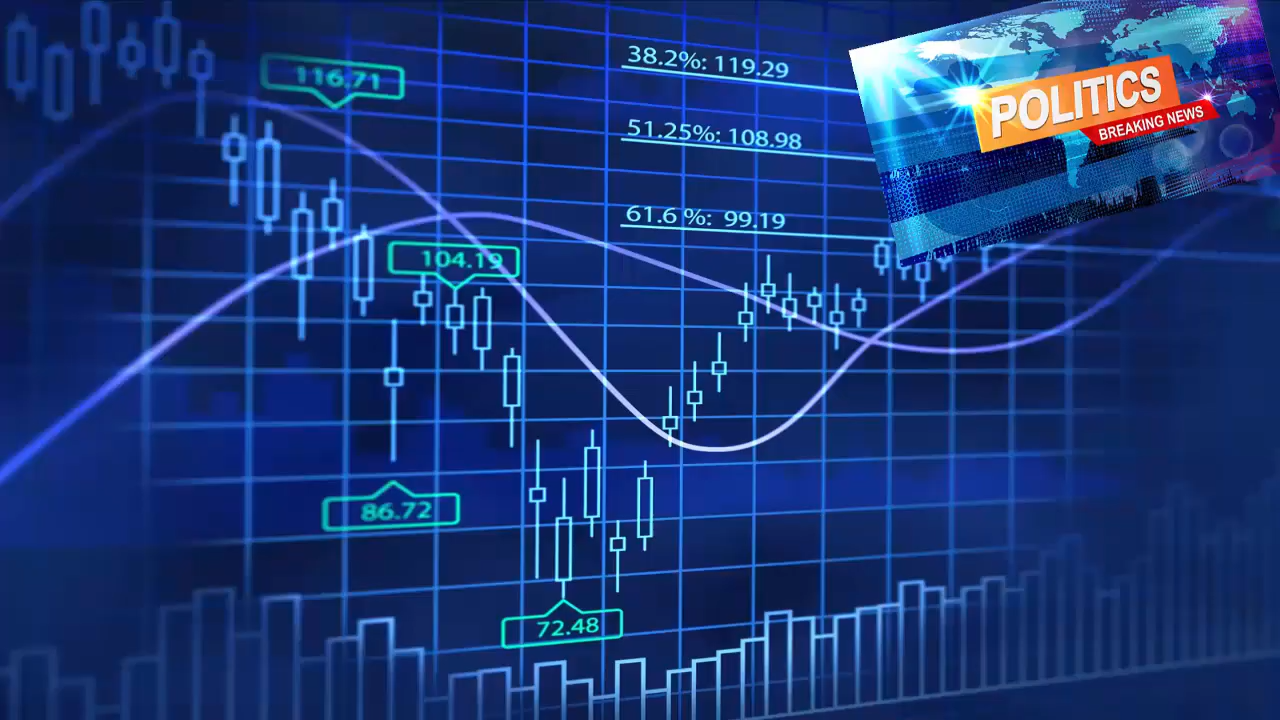 116.71
38.2%: 119.29
51.25%: 108.98
61.6 %: 99.19
104.19
86.72
72.48
POLITICS
BREAKING NEWS